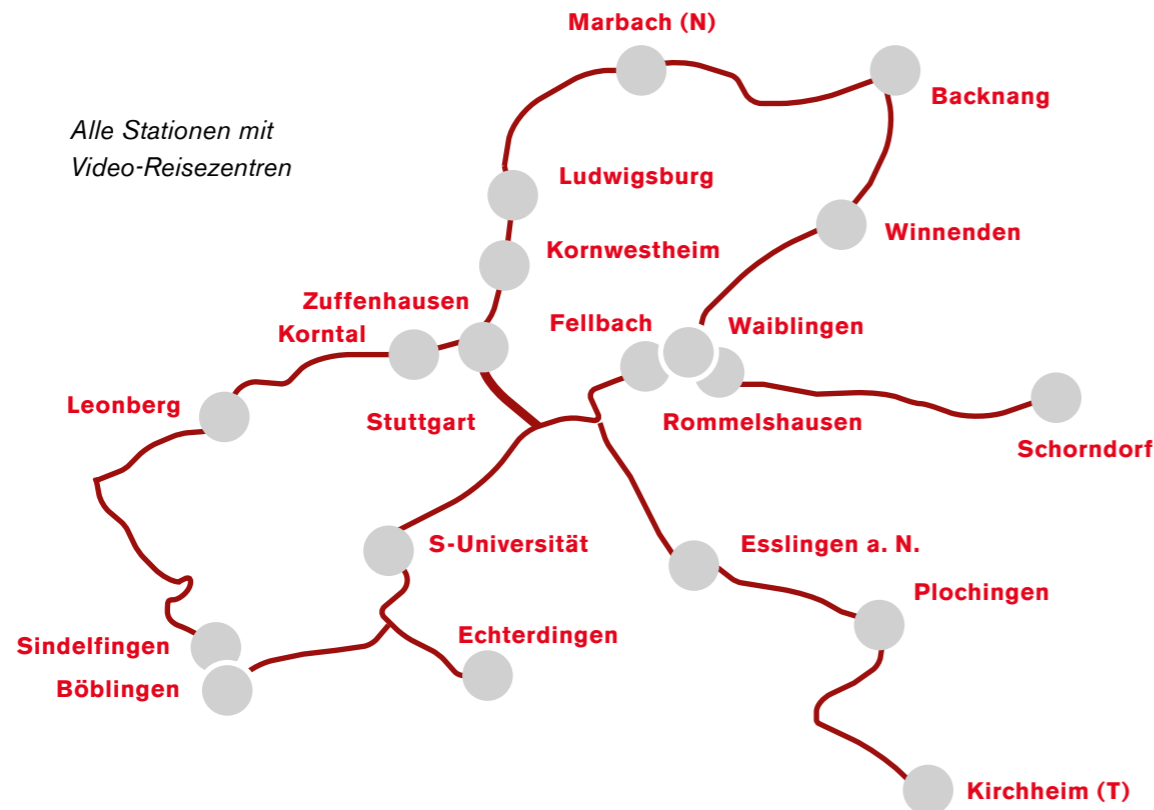 Marbach (N)
Backnang
Alle Stationen mit
Video-Reisezentren
Ludwigsburg
Winnenden
Kornwestheim
Zuffenhausen
Fellbach
Waiblingen
Korntal
Leonberg
Stuttgart
Rommelshausen
Schorndorf
S-Universität
Esslingen a. N.
Plochingen
Echterdingen
Sindelfingen
Böblingen
Kirchheim (T)